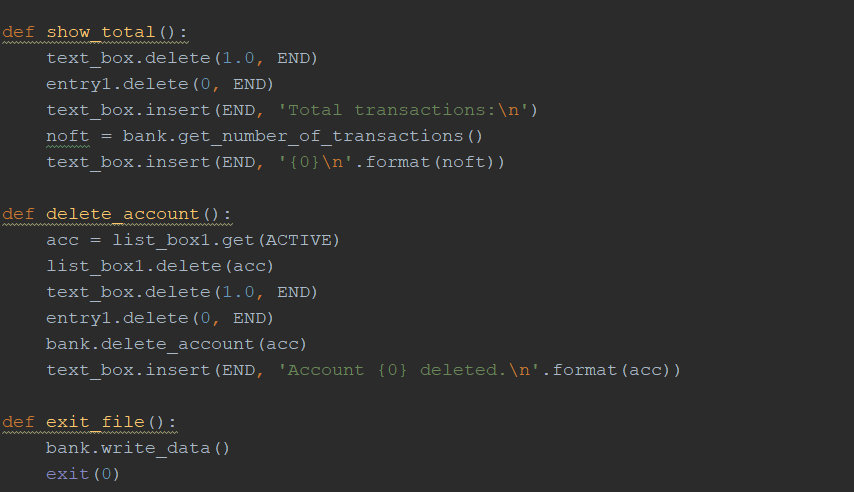 def show_total():
    text_box.delete(1.0, END)
    entry1.delete(0, END)
    text_box.insert(END, 'Total transactions:\n')
    noft = bank.get_number_of_transactions()
    text_box.insert(END, '{0}\n'.format(noft))
def delete_account():
    acc = list_box1.get(ACTIVE)
    list_box1.delete(acc)
    text_box.delete(1.0, END)
    entry1.delete(0, END)
    bank.delete_account(acc)
    text_box.insert(END, 'Account {0} deleted.\n'.format(acc))
def exit_file():
    bank.write_data()
    exit(0)